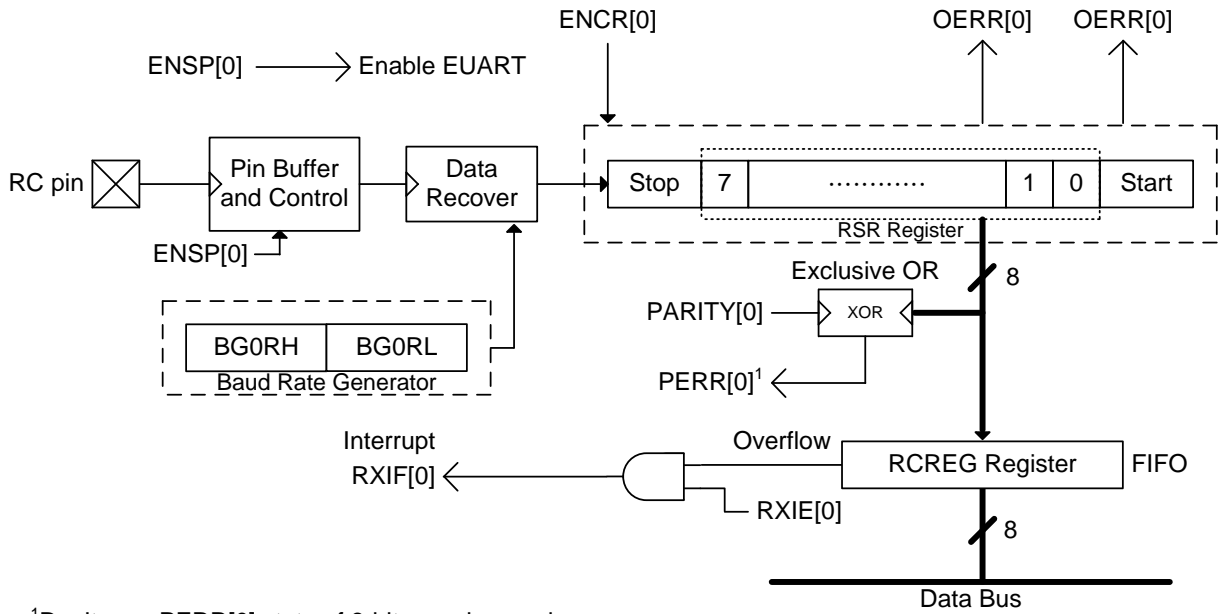 ENCR[0]
OERR[0]
OERR[0]
ENSP[0]
Enable EUART
RC pin
Pin Buffer
and Control
Data
Recover
Stop
7
............
1
0
Start
RSR Register
ENSP[0]
8
Exclusive OR
PARITY[0]
XOR
BG0RH
BG0RL
Baud Rate Generator
PERR[0]¹
Interrupt
RXIF[0]
Overflow
RCREG Register
FIFO
RXIE[0]
8
Data Bus
PERR[0]